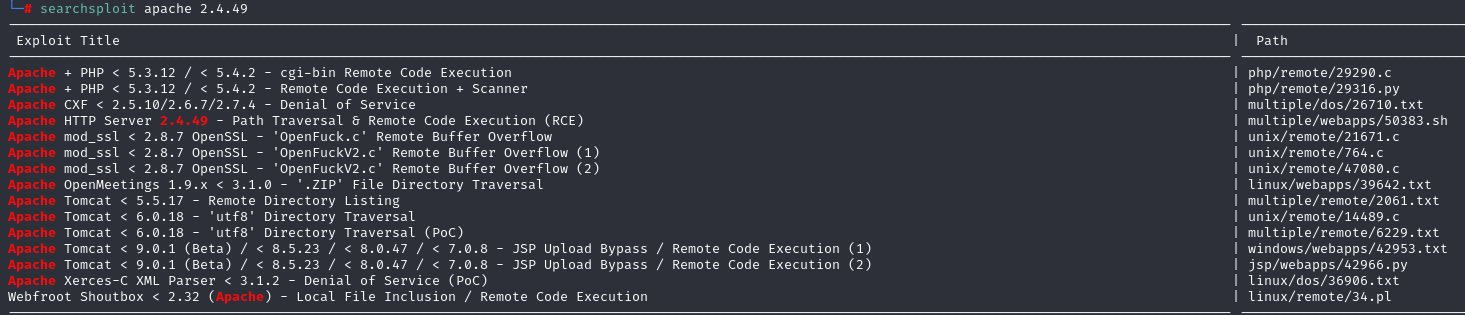 └─# searchsploit apache 2.4.49
Exploit Title | Path
Apache + PHP < 5.3.12 / < 5.4.2 - cgi-bin Remote Code Execution | php/remote/29290.c
Apache + PHP < 5.3.12 / < 5.4.2 - Remote Code Execution + Scanner | php/remote/29316.py
Apache CXF < 2.5.10/2.6.7/2.7.4 - Denial of Service | multiple/dos/26710.txt
Apache HTTP Server 2.4.49 - Path Traversal & Remote Code Execution (RCE) | multiple/webapps/50383.sh
Apache mod_ssl < 2.8.7 OpenSSL - 'OpenFuck.c' Remote Buffer Overflow | unix/remote/21671.c
Apache mod_ssl < 2.8.7 OpenSSL - 'OpenFuckV2.c' Remote Buffer Overflow (1) | unix/remote/764.c
Apache mod_ssl < 2.8.7 OpenSSL - 'OpenFuckV2.c' Remote Buffer Overflow (2) | unix/remote/47080.c
Apache OpenMeetings 1.9.x < 3.1.0 - '.ZIP' File Directory Traversal | linux/webapps/39642.txt
Apache Tomcat < 5.5.17 - Remote Directory Listing | multiple/remote/2061.txt
Apache Tomcat < 6.0.18 - 'utf8' Directory Traversal | unix/remote/14489.c
Apache Tomcat < 6.0.18 - 'utf8' Directory Traversal (PoC) | multiple/remote/6229.txt
Apache Tomcat < 9.0.1 (Beta) / < 8.5.23 / < 8.0.47 / < 7.0.8 - JSP Upload Bypass / Remote Code Execution (1) | windows/webapps/42953.txt
Apache Tomcat < 9.0.1 (Beta) / < 8.5.23 / < 8.0.47 / < 7.0.8 - JSP Upload Bypass / Remote Code Execution (2) | jsp/webapps/42966.py
Apache Xerces-C XML Parser < 3.1.2 - Denial of Service (PoC) | linux/dos/36906.txt
Webfroot Shoutbox < 2.32 (Apache) - Local File Inclusion / Remote Code Execution | linux/remote/34.pl